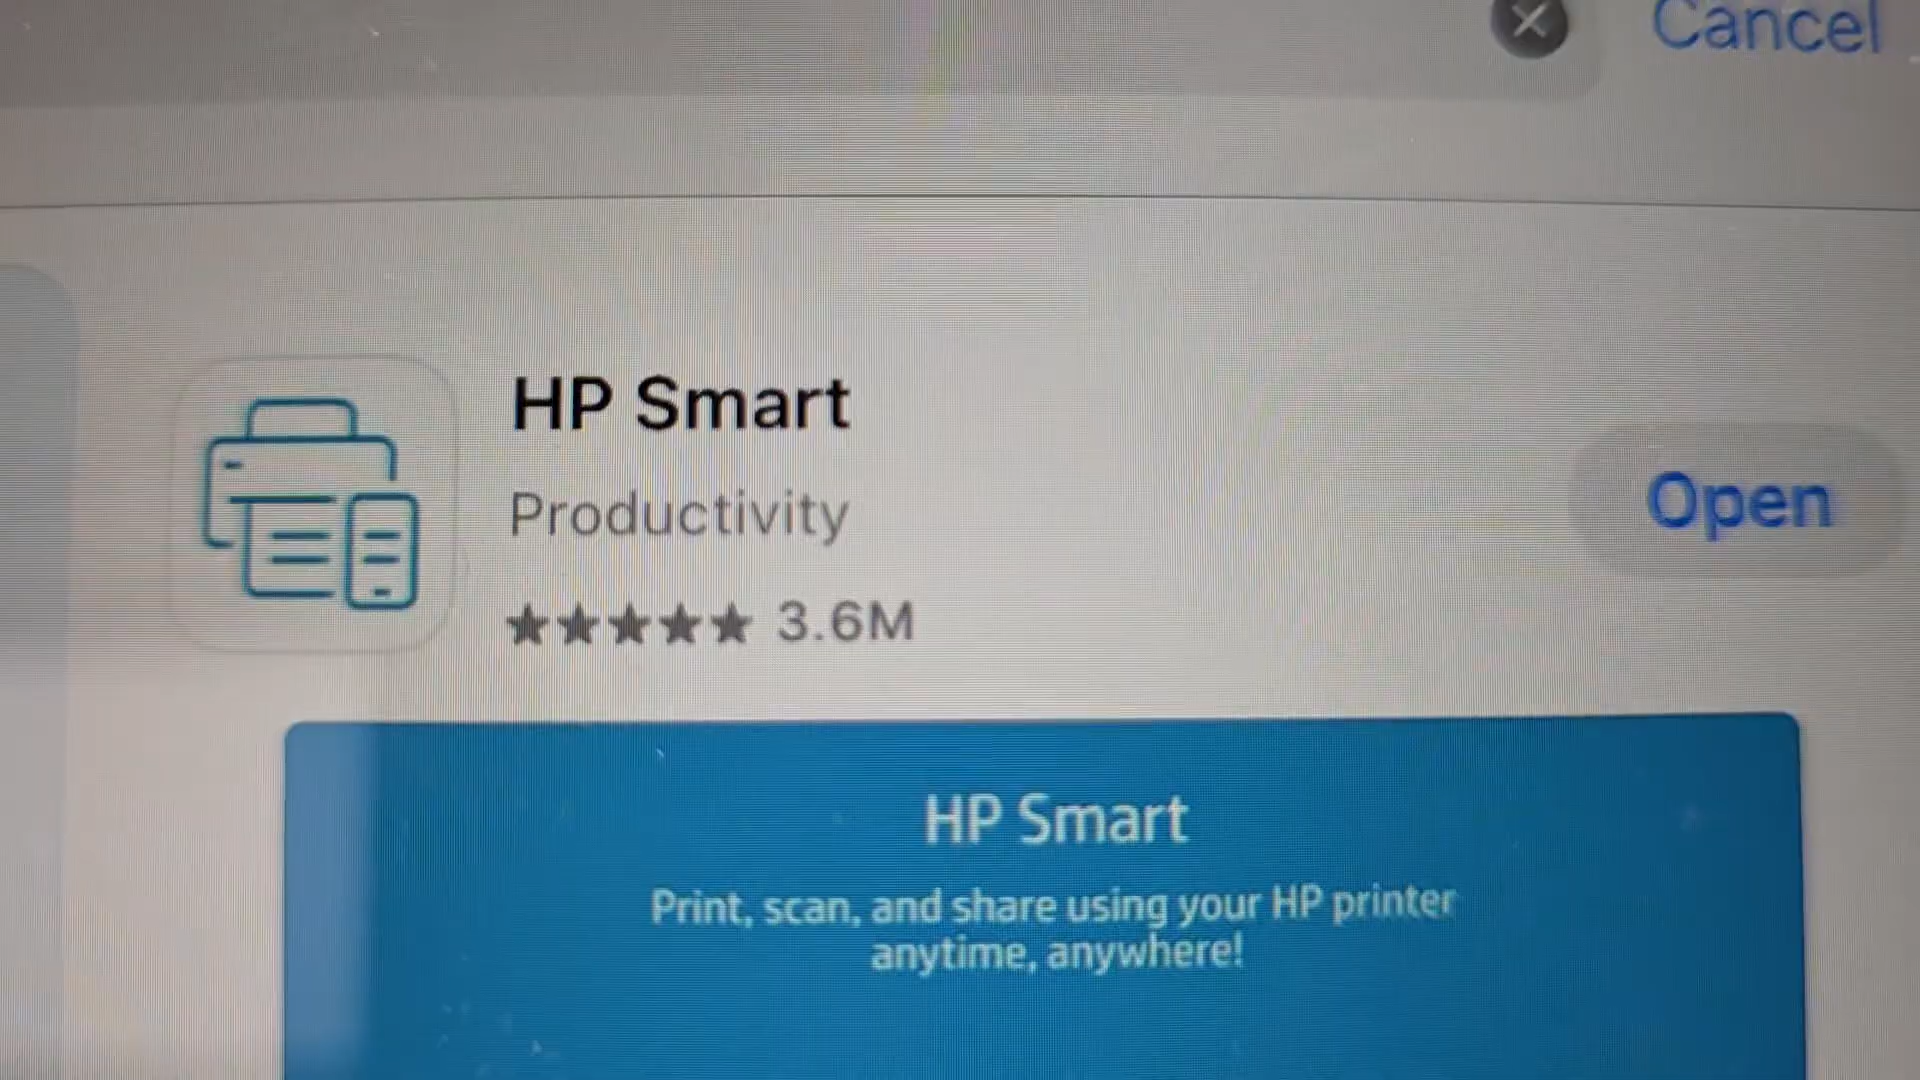 Cancel
HP Smart
Productivity
Open
3.6M
HP Smart
Print, scan, and share using your HP printer
anytime, anywhere!